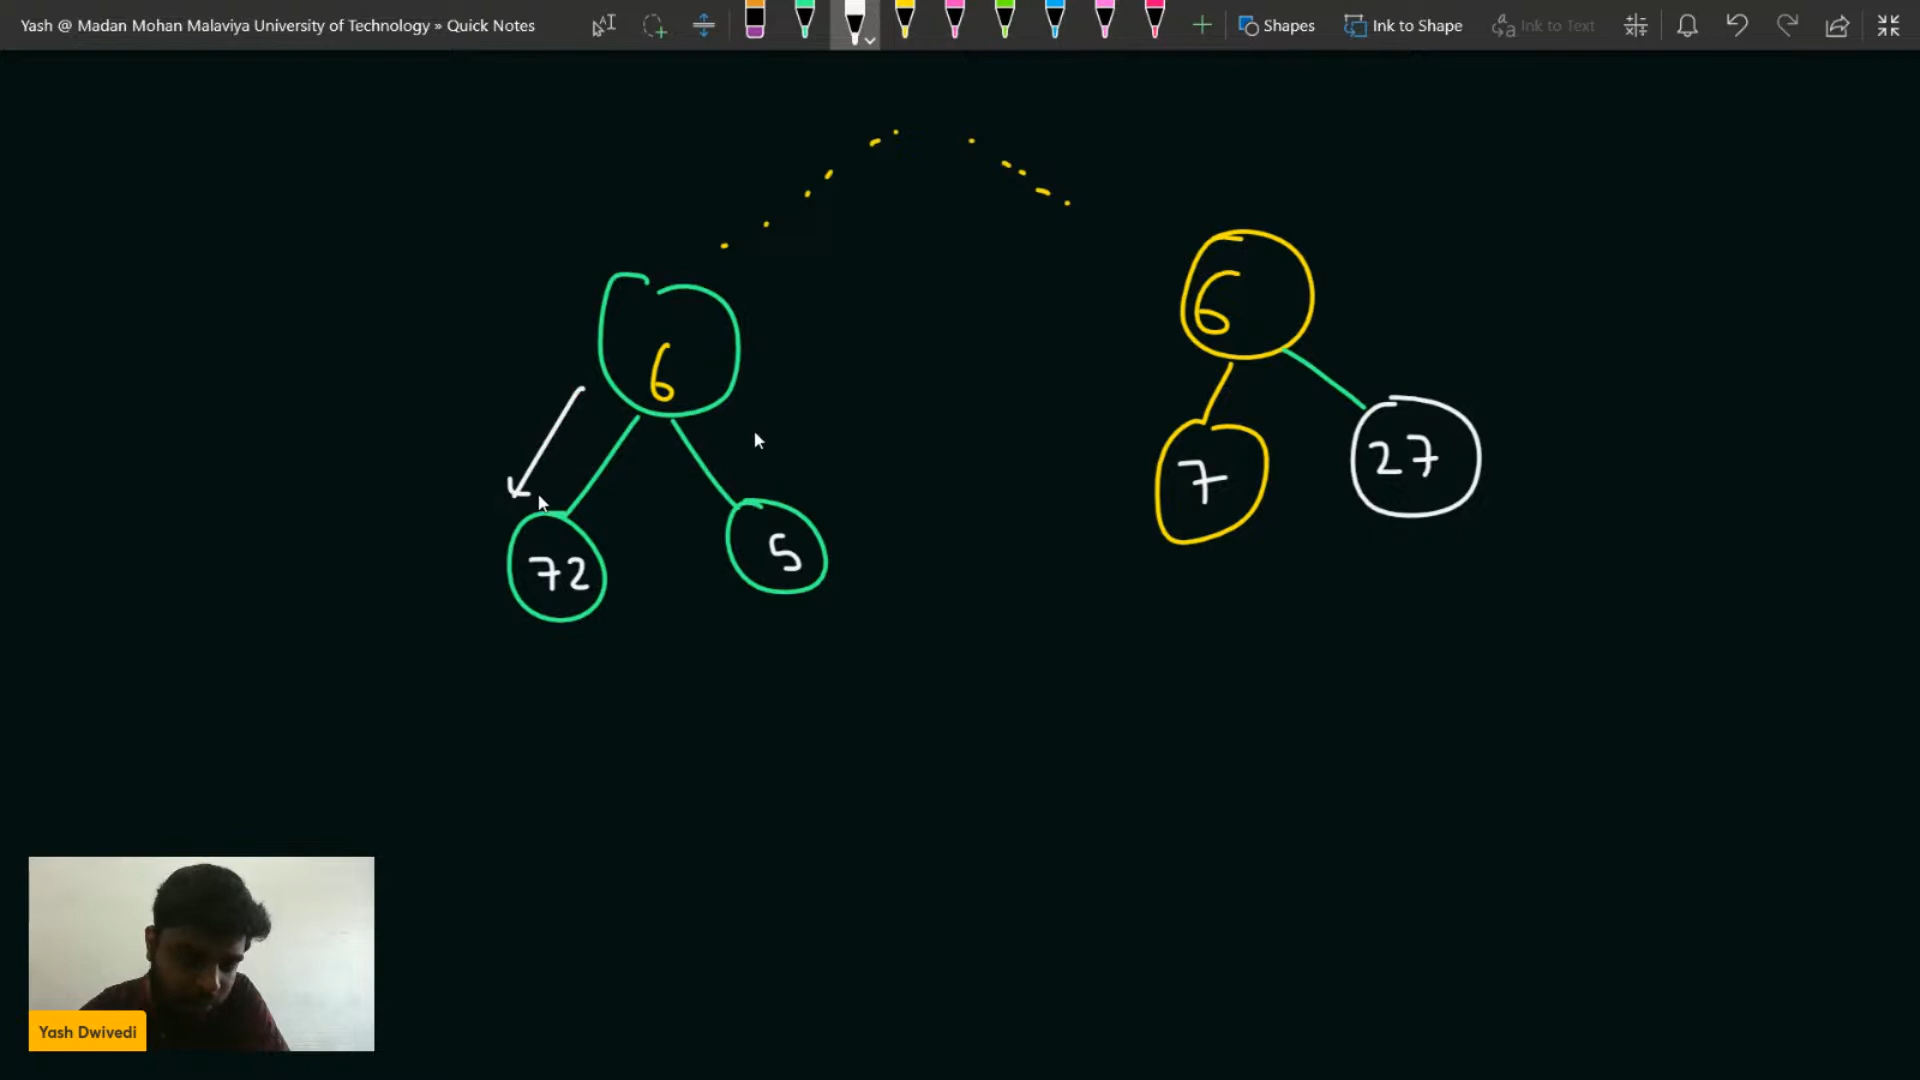 Yash @ Madan Mohan Malaviya University of Technology » Quick Notes
Shapes
Ink to Shape
Ink to Text
6
6
7
27
72
5
Yash Dwivedi